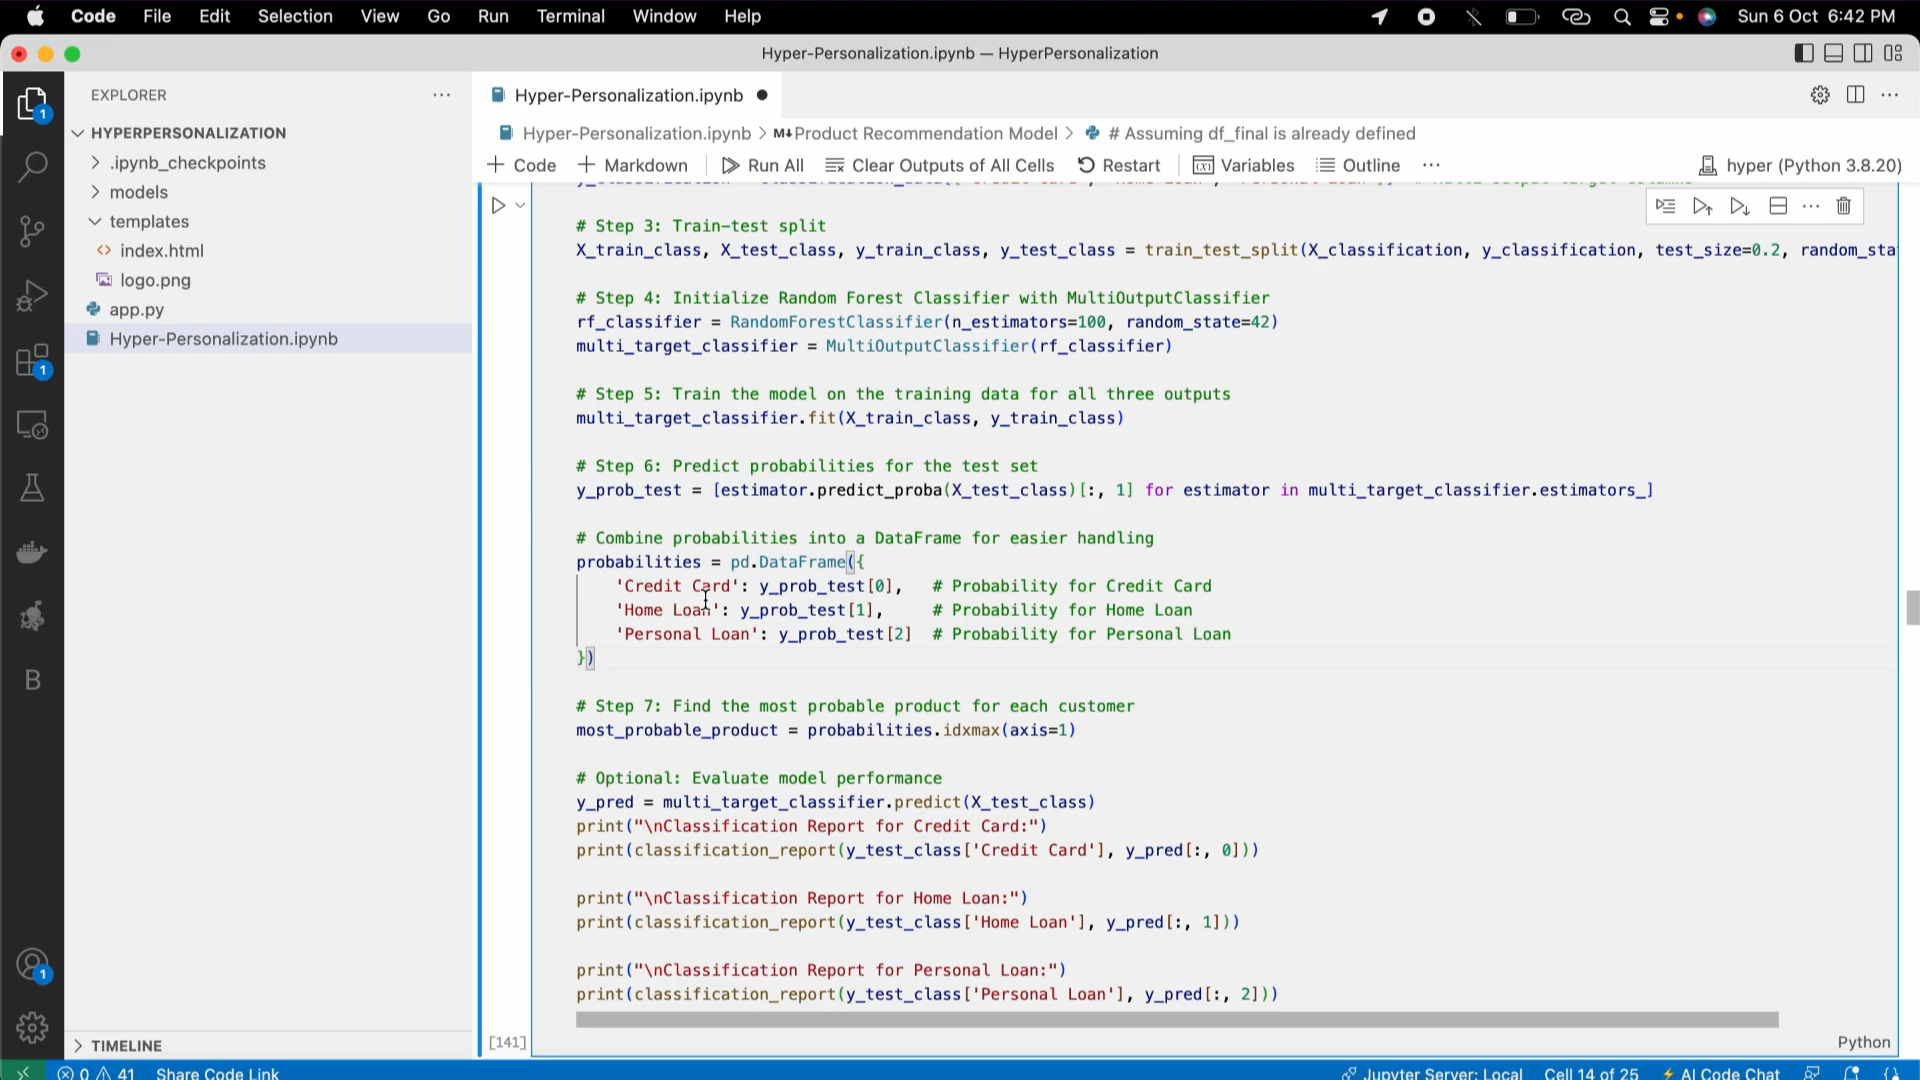 Code File Edit Selection View Go Run Terminal Window Help Sun 6 Oct 6:42 PM
Hyper-Personalization.ipynb — HyperPersonalization
EXPLORER
HYPERPERSONALIZATION
.ipynb_checkpoints
models
templates
index.html
logo.png
app.py
Hyper-Personalization.ipynb
TIMELINE
1
1
B
1
Hyper-Personalization.ipynb
Hyper-Personalization.ipynb > M↓Product Recommendation Model > # Assuming df_final is already defined
+ Code + Markdown Run All Clear Outputs of All Cells Restart Variables Outline ... hyper (Python 3.8.20)
# Step 3: Train-test split
X_train_class, X_test_class, y_train_class, y_test_class = train_test_split(X_classification, y_classification, test_size=0.2, random_sta
# Step 4: Initialize Random Forest Classifier with MultiOutputClassifier
rf_classifier = RandomForestClassifier(n_estimators=100, random_state=42)
multi_target_classifier = MultiOutputClassifier(rf_classifier)
# Step 5: Train the model on the training data for all three outputs
multi_target_classifier.fit(X_train_class, y_train_class)
# Step 6: Predict probabilities for the test set
y_prob_test = [estimator.predict_proba(X_test_class)[:, 1] for estimator in multi_target_classifier.estimators_]
# Combine probabilities into a DataFrame for easier handling
probabilities = pd.DataFrame({
'Credit Card': y_prob_test[0], # Probability for Credit Card
'Home Loan': y_prob_test[1], # Probability for Home Loan
'Personal Loan': y_prob_test[2] # Probability for Personal Loan
})
# Step 7: Find the most probable product for each customer
most_probable_product = probabilities.idxmax(axis=1)
# Optional: Evaluate model performance
y_pred = multi_target_classifier.predict(X_test_class)
print("\nClassification Report for Credit Card:")
print(classification_report(y_test_class['Credit Card'], y_pred[:, 0]))
print("\nClassification Report for Home Loan:")
print(classification_report(y_test_class['Home Loan'], y_pred[:, 1]))
print("\nClassification Report for Personal Loan:")
print(classification_report(y_test_class['Personal Loan'], y_pred[:, 2]))
[141] Python
0 41 Share Code Link Jupyter Server: Local Cell 14 of 25 AI Code Chat